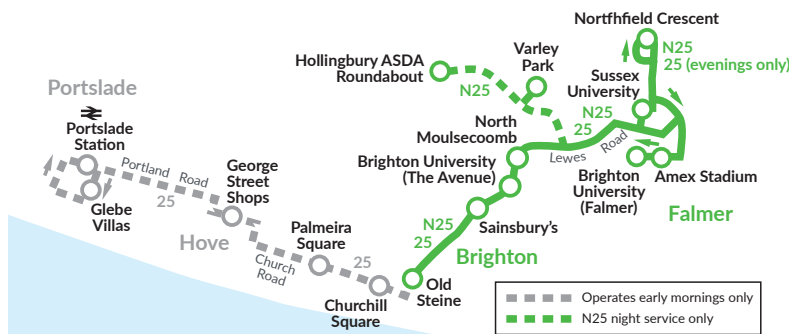 Nortfhfield Crescent
N25
25 (evenings only)
Hollingbury ASDA
Roundabout
Varley
Park
N25
Sussex
University
N25
25
Portslade
Portslade
Station
North
Moulsecoomb
Lewes Road
Brighton University
(The Avenue)
Portland Road
25
George
Street
Shops
Brighton
University
(Falmer)
Amex Stadium
Falmer
Glebe
Villas
Hove
Palmeira
Square
N25
25
Sainsbury's
Brighton
Church
Road
25
Churchill
Square
Old
Steine
Operates early mornings only
N25 night service only